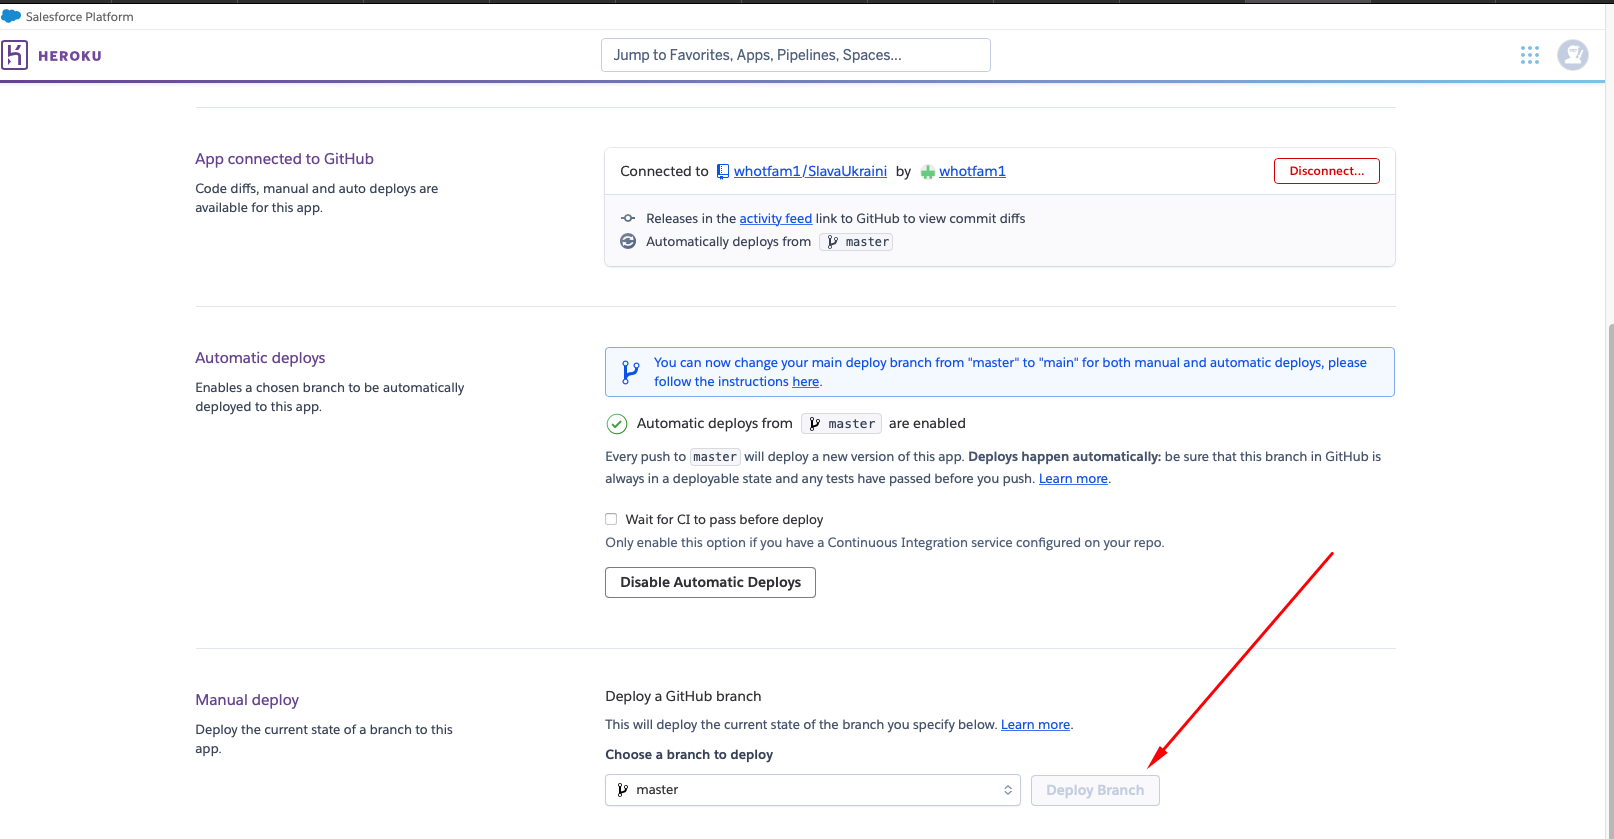 Salesforce Platform
HEROKU
Jump to Favorites, Apps, Pipelines, Spaces...
App connected to GitHub
Code diffs, manual and auto deploys are
available for this app.
Connected to whotfam1/SlavaUkraini by whotfam1
Disconnect...
Releases in the activity feed link to GitHub to view commit diffs
Automatically deploys from master
Automatic deploys
Enables a chosen branch to be automatically
deployed to this app.
You can now change your main deploy branch from "master" to "main" for both manual and automatic deploys, please
follow the instructions here.
Automatic deploys from master are enabled
Every push to master will deploy a new version of this app. Deploys happen automatically: be sure that this branch in GitHub is
always in a deployable state and any tests have passed before you push. Learn more.
Wait for CI to pass before deploy
Only enable this option if you have a Continuous Integration service configured on your repo.
Disable Automatic Deploys
Manual deploy
Deploy the current state of a branch to this
app.
Deploy a GitHub branch
This will deploy the current state of the branch you specify below. Learn more.
Choose a branch to deploy
master
Deploy Branch